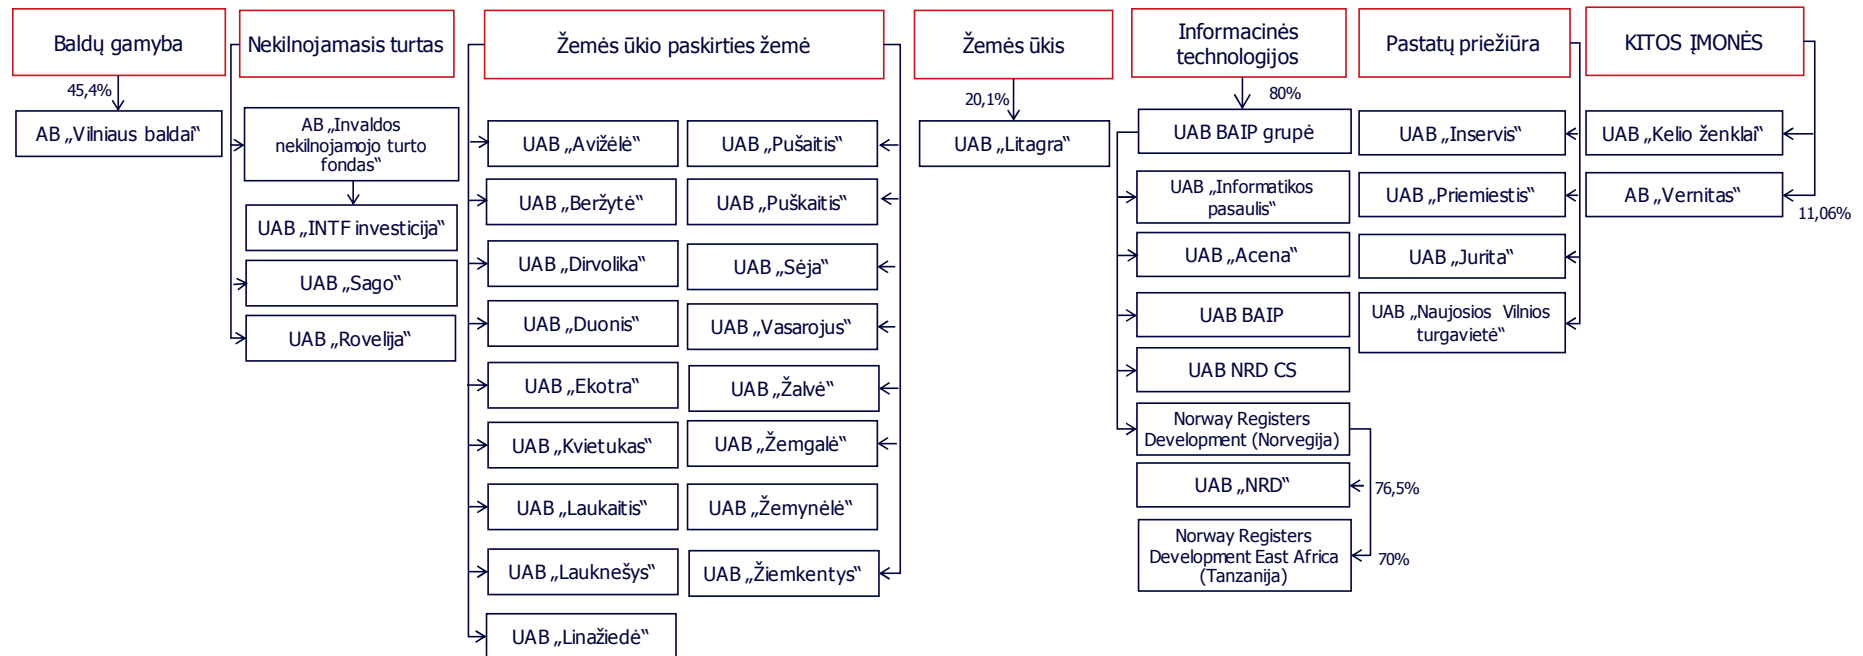 Baldų gamyba
45,4%
AB „Vilniaus baldai“
Nekilnojamasis turtas
AB „Invaldos
nekilnojamojo turto
fondas“
UAB „INTF investicija“
UAB „Sago“
UAB „Rovelija“
Žemės ūkio paskirties žemė
UAB „Avižėlė“
UAB „Beržytė“
UAB „Dirvolika“
UAB „Duonis“
UAB „Ekotra“
UAB „Kvietukas“
UAB „Laukaitis“
UAB „Lauknešys“
UAB „Linažiedė“
UAB „Pušaitis“
UAB „Puškaitis“
UAB „Sėja“
UAB „Vasarojus“
UAB „Žalvė“
UAB „Žemgalė“
UAB „Žemynėlė“
UAB „Žiemkentys“
Žemės ūkis
20,1%
UAB „Litagra“
Informacinės
technologijos
80%
UAB BAIP grupė
UAB „Informatikos
pasaulis“
UAB „Acena“
UAB BAIP
UAB NRD CS
Norway Registers
Development (Norvegija)
UAB „NRD“
76,5%
Norway Registers
Development East Africa
(Tanzanija)
70%
Pastatų priežiūra
UAB „Inservis“
UAB „Priemiestis“
UAB „Jurita“
UAB „Naujosios Vilnios
turgavietė“
KITOS ĮMONĖS
UAB „Kelio ženklai“
AB „Vernitas“
11,06%